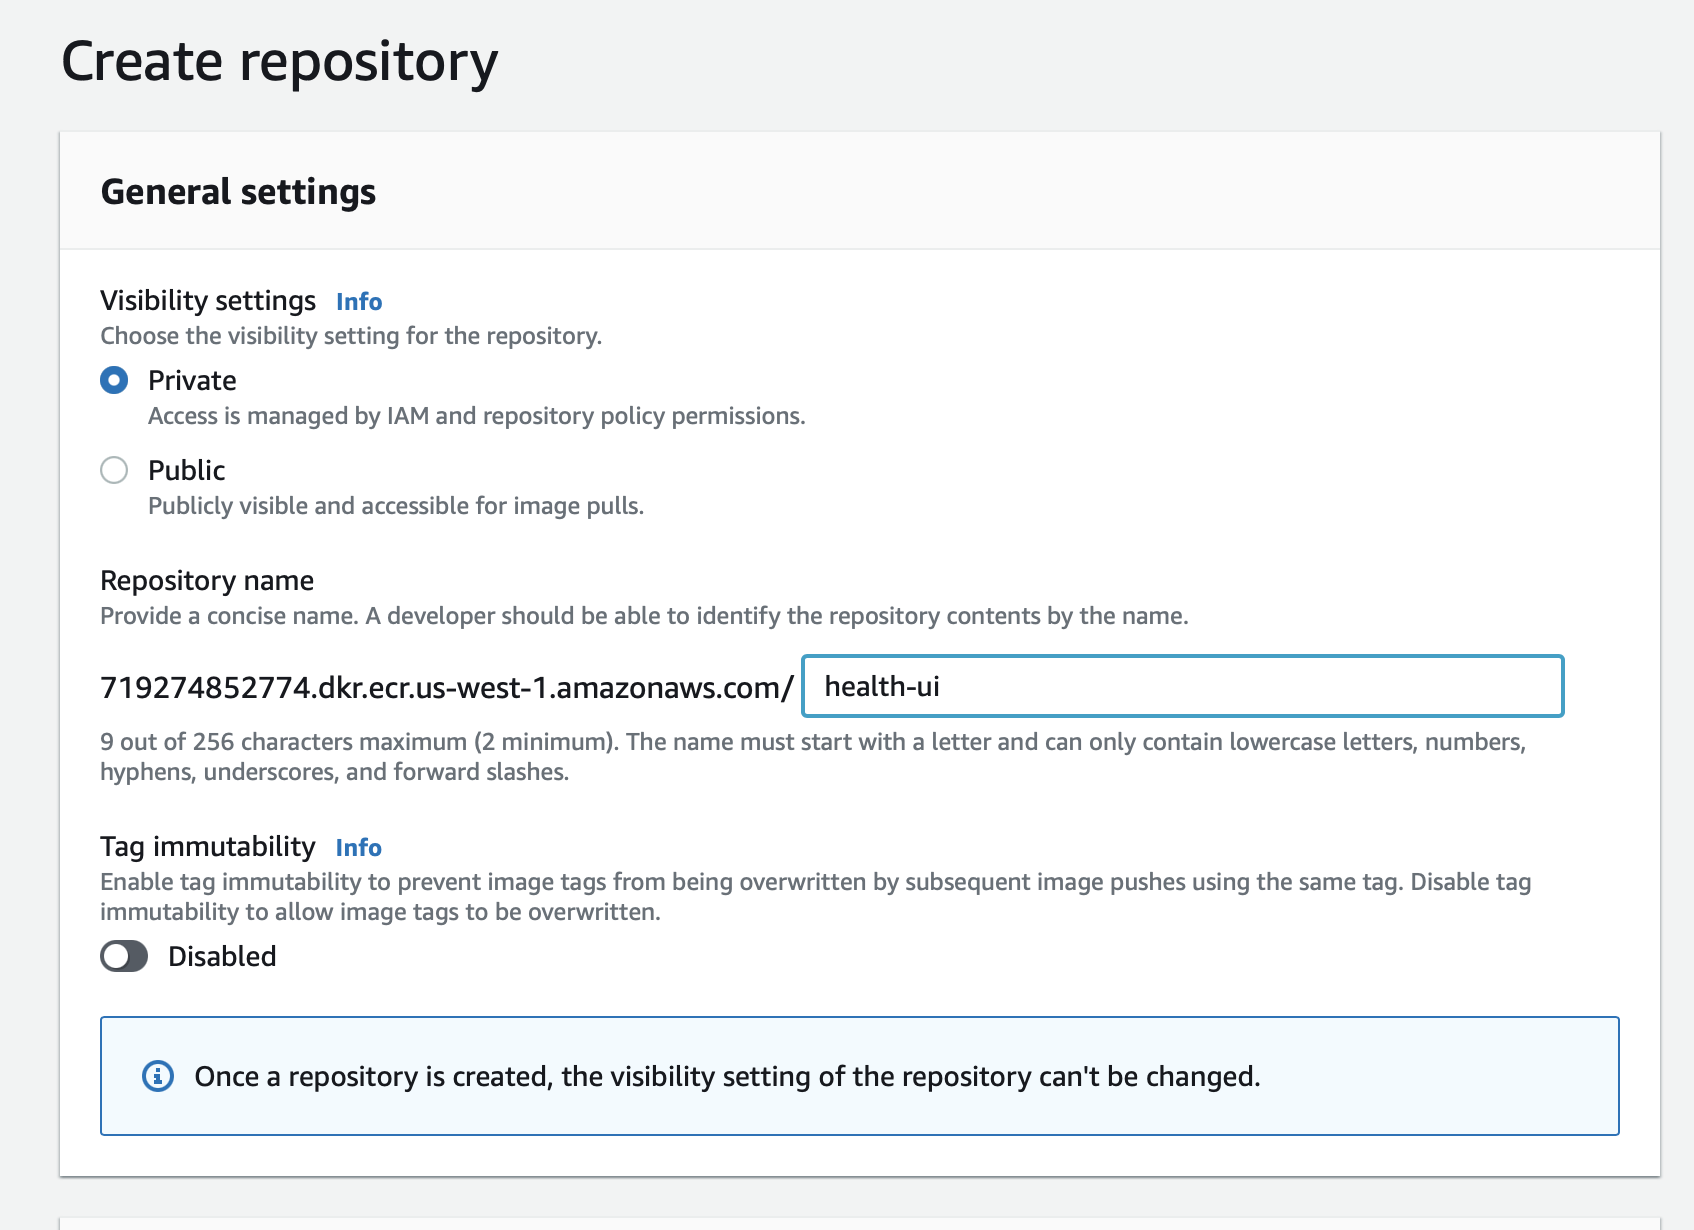 Create repository
General settings
Visibility settings Info
Choose the visibility setting for the repository.
Private
Access is managed by IAM and repository policy permissions.
Public
Publicly visible and accessible for image pulls.
Repository name
Provide a concise name. A developer should be able to identify the repository contents by the name.
719274852774.dkr.ecr.us-west-1.amazonaws.com/ health-ui
9 out of 256 characters maximum (2 minimum). The name must start with a letter and can only contain lowercase letters, numbers,
hyphens, underscores, and forward slashes.
Tag immutability Info
Enable tag immutability to prevent image tags from being overwritten by subsequent image pushes using the same tag. Disable tag
immutability to allow image tags to be overwritten.
Disabled
Once a repository is created, the visibility setting of the repository can't be changed.